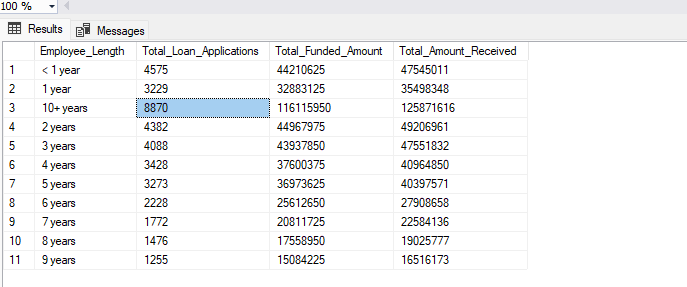 100 %
Results Messages
Employee_Length Total_Loan_Applications Total_Funded_Amount Total_Amount_Received
1 < 1 year 4575 44210625 47545011
2 1 year 3229 32883125 35498348
3 10+ years 8870 116115950 125871616
4 2 years 4382 44967975 49206961
5 3 years 4088 43937850 47551832
6 4 years 3428 37600375 40964850
7 5 years 3273 36973625 40397571
8 6 years 2228 25612650 27908658
9 7 years 1772 20811725 22584136
10 8 years 1476 17558950 19025777
11 9 years 1255 15084225 16516173